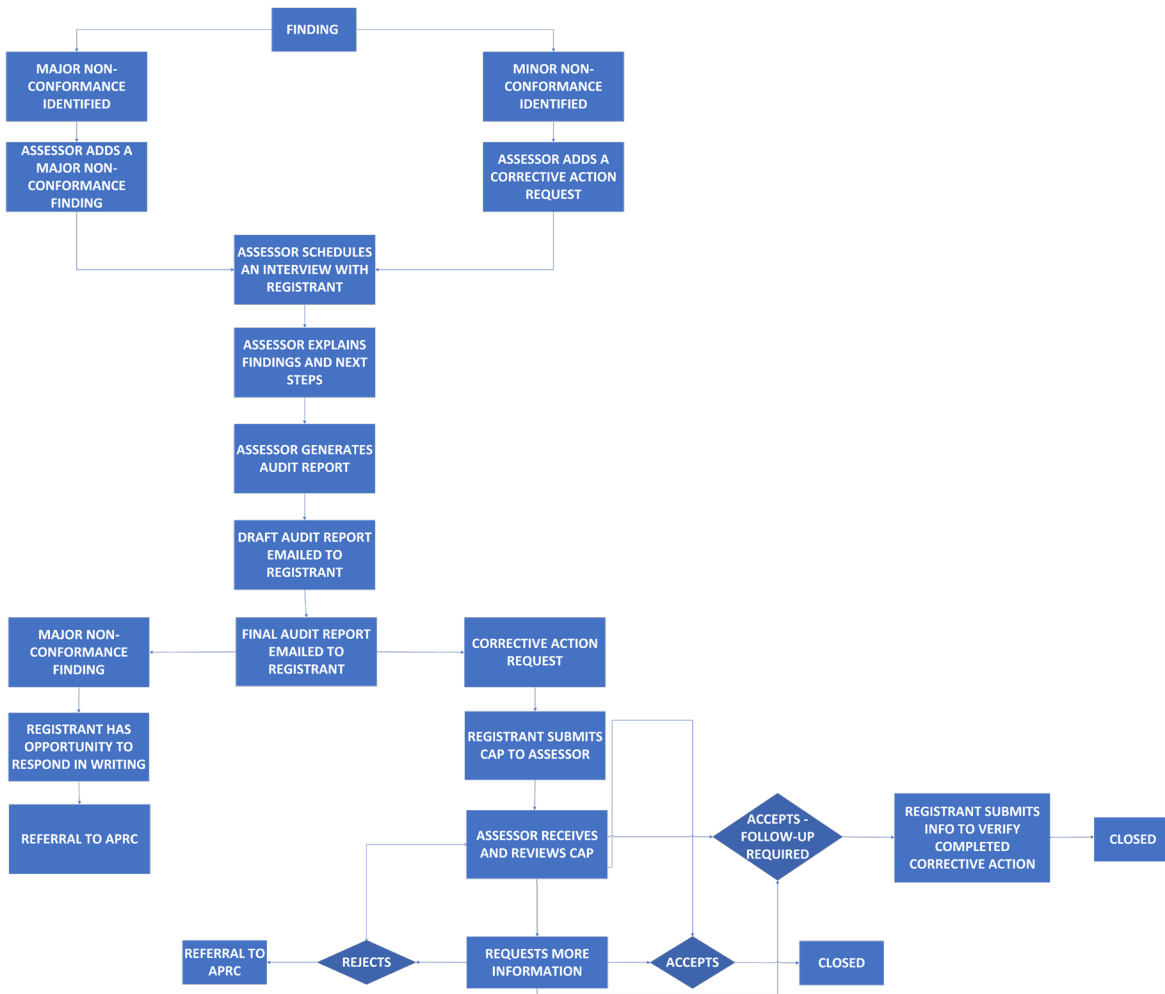 FINDING
MAJOR NON-
CONFORMANCE
IDENTIFIED
MINOR NON-
CONFORMANCE
IDENTIFIED
ASSESSOR ADDS A
MAJOR NON-
CONFORMANCE
FINDING
ASSESSOR ADDS A
CORRECTIVE ACTION
REQUEST
ASSESSOR SCHEDULES
AN INTERVIEW WITH
REGISTRANT
ASSESSOR EXPLAINS
FINDINGS AND NEXT
STEPS
ASSESSOR GENERATES
AUDIT REPORT
DRAFT AUDIT REPORT
EMAILED TO
REGISTRANT
MAJOR NON-
CONFORMANCE
FINDING
FINAL AUDIT REPORT
EMAILED TO
REGISTRANT
CORRECTIVE ACTION
REQUEST
REGISTRANT HAS
OPPORTUNITY TO
RESPOND IN WRITING
REGISTRANT SUBMITS
CAP TO ASSESSOR
REFERRAL TO APRC
ASSESSOR RECEIVES
AND REVIEWS CAP
ACCEPTS -
FOLLOW-UP
REQUIRED
REGISTRANT SUBMITS
INFO TO VERIFY
COMPLETED
CORRECTIVE ACTION
CLOSED
REFERRAL TO
APRC
REJECTS
REQUESTS MORE
INFORMATION
ACCEPTS
CLOSED